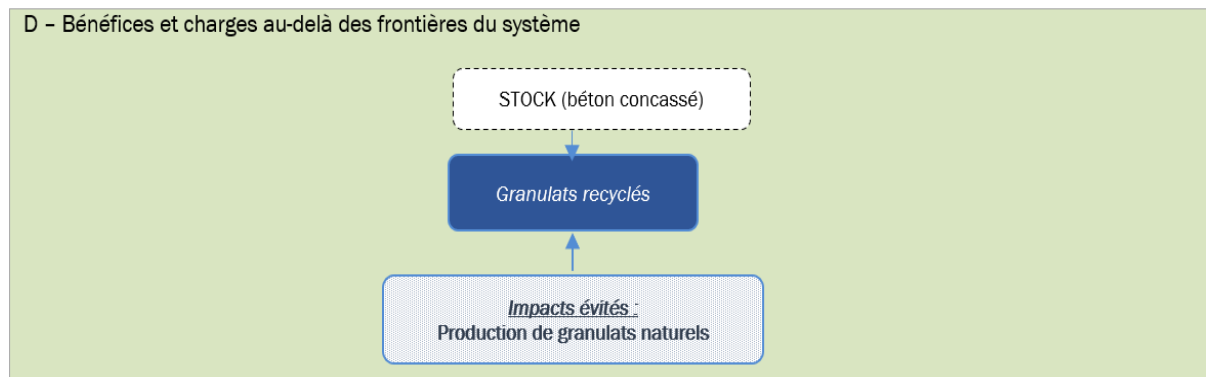 D – Bénéfices et charges au-delà des frontières du système
STOCK (béton concassé)
Granulats recyclés
Impacts évités :
Production de granulats naturels